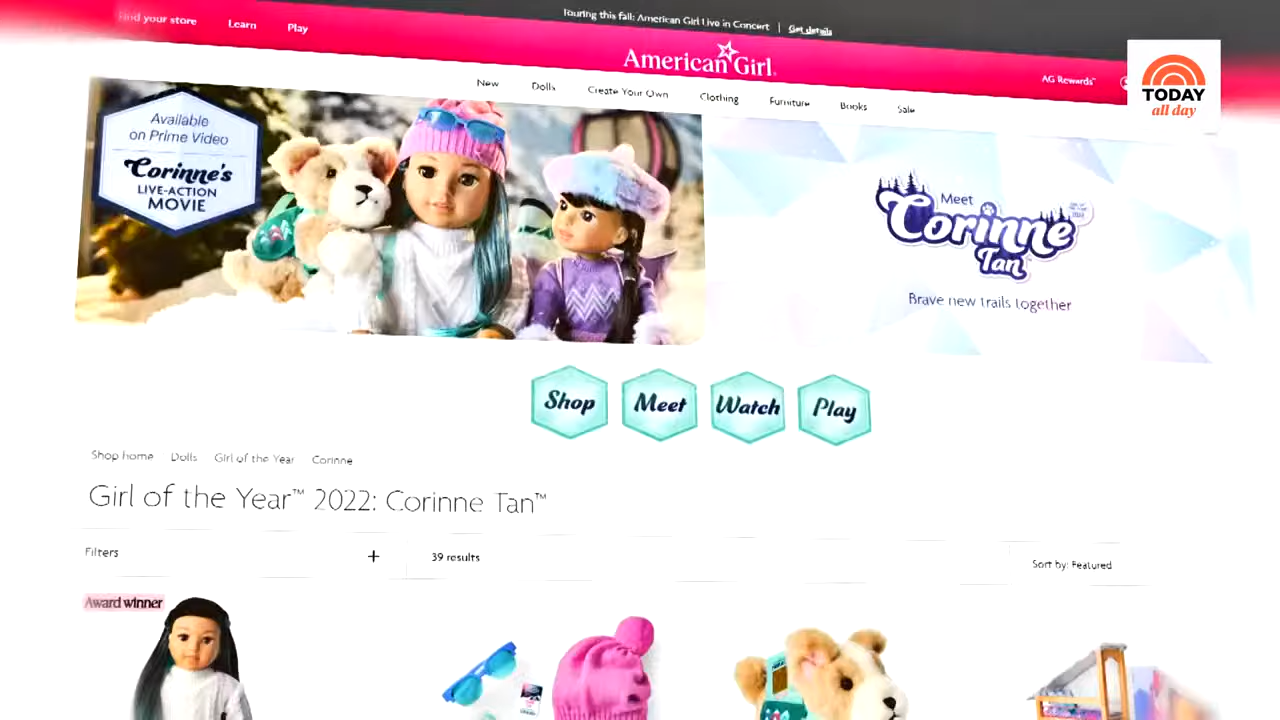 Touring this fall: American Girl Live in Concert | Get details
Find your store
Learn
Play
American Girl
AG Rewards™
TODAY
all day
New
Dolls
Create Your Own
Clothing
Furniture
Books
Sale
Available
on Prime Video
Corinne's
LIVE-ACTION
MOVIE
Meet
Corinne
Tan™
Brave new trails together
Shop
Meet
Watch
Play
Shop home
Dolls
Girl of the Year
Corinne
Girl of the Year™ 2022: Corinne Tan™
Filters
+
39 results
Sort by: Featured
Award winner